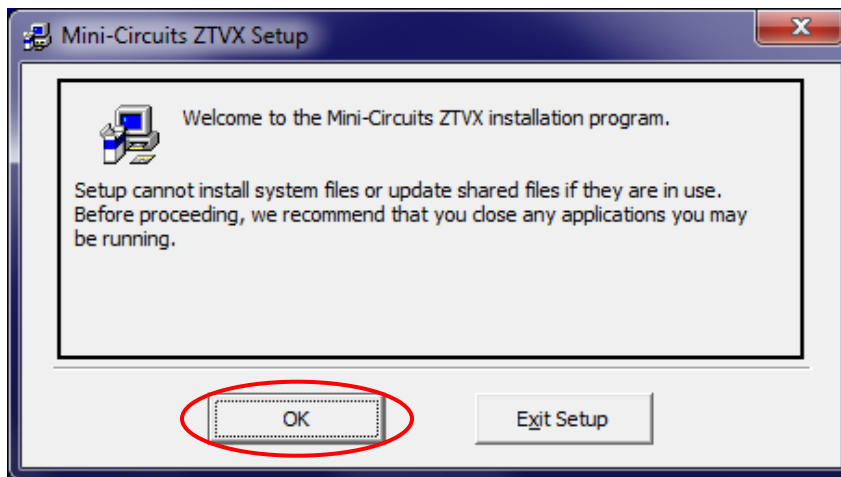 Mini-Circuits ZTVX Setup
Welcome to the Mini-Circuits ZTVX installation program.
Setup cannot install system files or update shared files if they are in use.
Before proceeding, we recommend that you close any applications you may
be running.
OK
Exit Setup